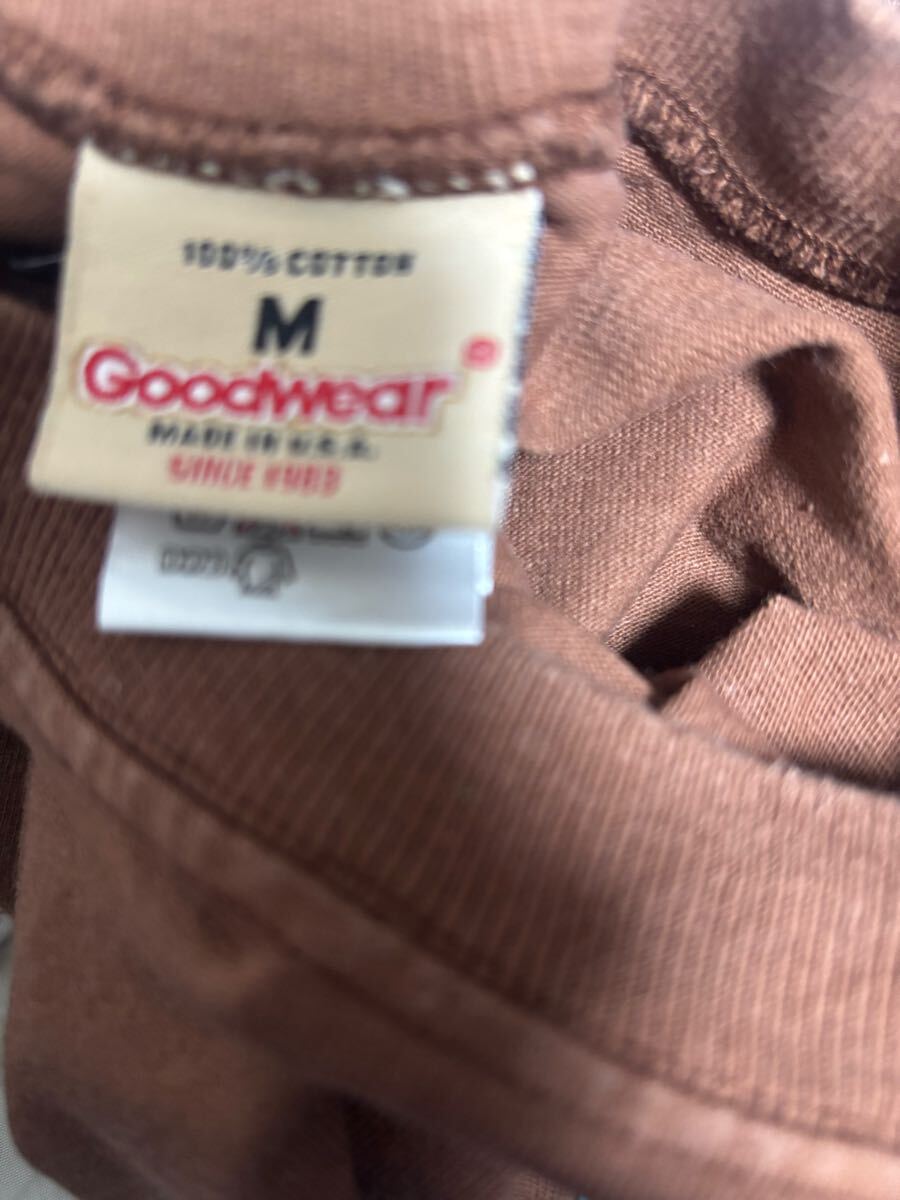 100% COTTON
M
Goodwear
MADE IN U.S.A.
SINCE 1983